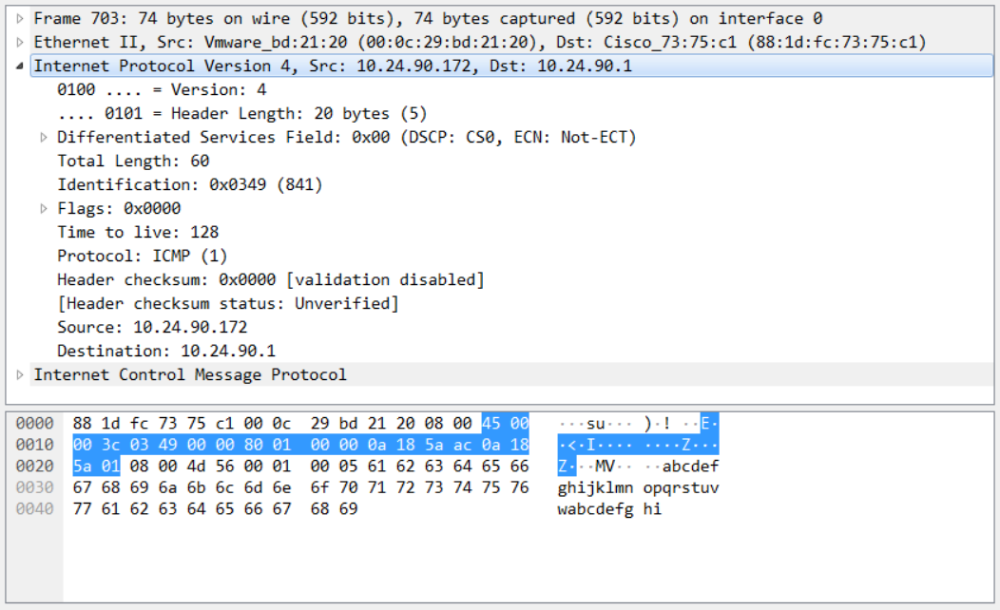 Frame 703: 74 bytes on wire (592 bits), 74 bytes captured (592 bits) on interface 0
Ethernet II, Src: Vmware_bd:21:20 (00:0c:29:bd:21:20), Dst: Cisco_73:75:c1 (88:1d:fc:73:75:c1)
Internet Protocol Version 4, Src: 10.24.90.172, Dst: 10.24.90.1
0100 .... = Version: 4
.... 0101 = Header Length: 20 bytes (5)
Differentiated Services Field: 0x00 (DSCP: CS0, ECN: Not-ECT)
Total Length: 60
Identification: 0x0349 (841)
Flags: 0x0000
Time to live: 128
Protocol: ICMP (1)
Header checksum: 0x0000 [validation disabled]
[Header checksum status: Unverified]
Source: 10.24.90.172
Destination: 10.24.90.1
Internet Control Message Protocol
0000 88 1d fc 73 75 c1 00 0c 29 bd 21 20 08 00 45 00 ···su··· )·! ··E·
0010 00 3c 03 49 00 00 80 01 00 00 0a 18 5a ac 0a 18 ·<·I···· ····Z···
0020 5a 01 08 00 4d 56 00 01 00 05 61 62 63 64 65 66 Z···MV·· ··abcdef
0030 67 68 69 6a 6b 6c 6d 6e 6f 70 71 72 73 74 75 76 ghijklmn opqrstuv
0040 77 61 62 63 64 65 66 67 68 69 wabcdefg hi